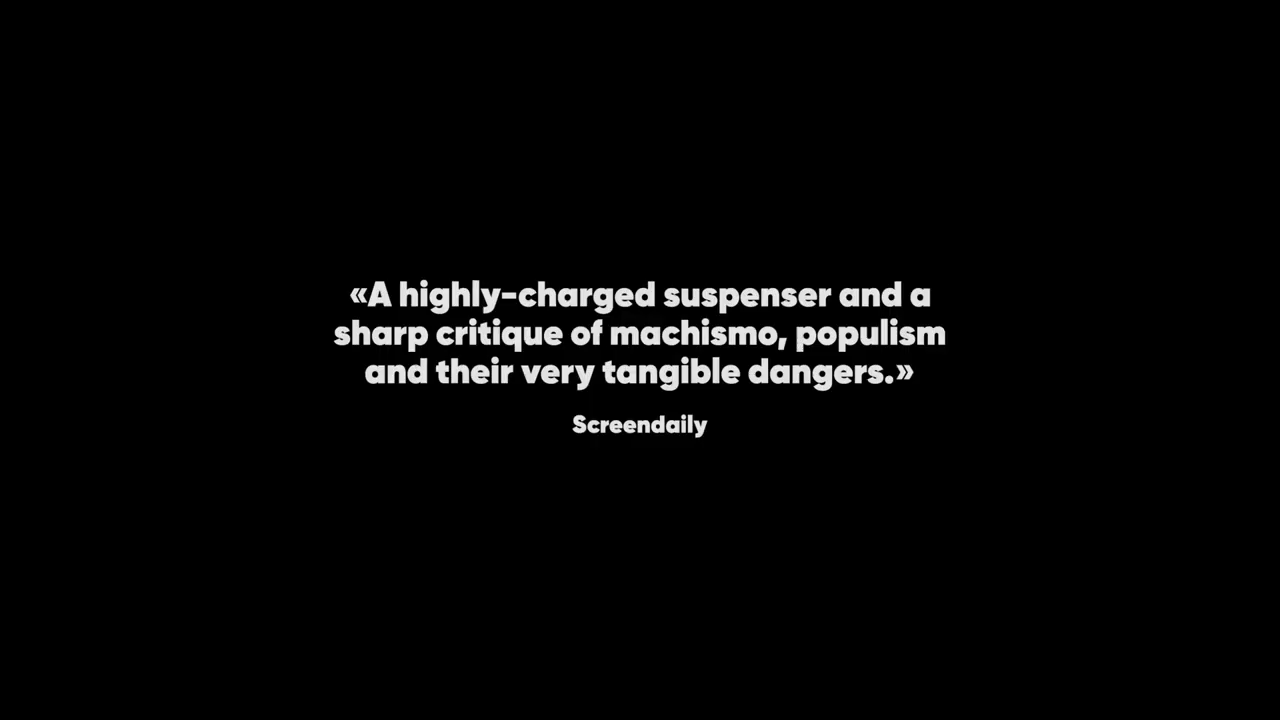 «A highly-charged suspenser and a
sharp critique of machismo, populism
and their very tangible dangers.»
Screendaily